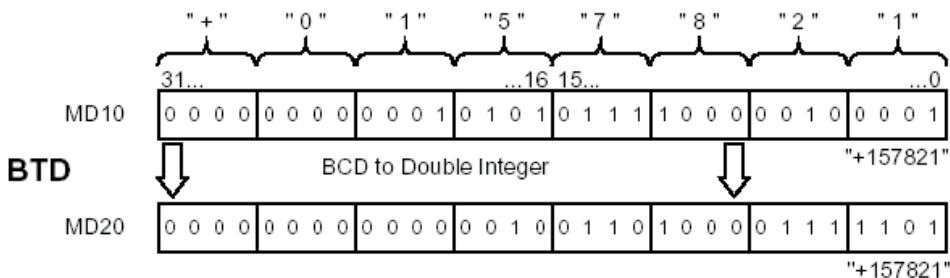 "+" "0" "1" "5" "7" "8" "2" "1"
31... ...16 15... ...0
MD10 0 0 0 0 0 0 0 0 0 0 0 1 0 1 0 1 0 1 1 1 1 0 0 0 0 0 1 0 0 0 0 1
"+157821"
BTD BCD to Double Integer
MD20 0 0 0 0 0 0 0 0 0 0 0 0 0 0 1 0 0 1 1 0 1 0 0 0 0 1 1 1 1 1 0 1
"+157821"